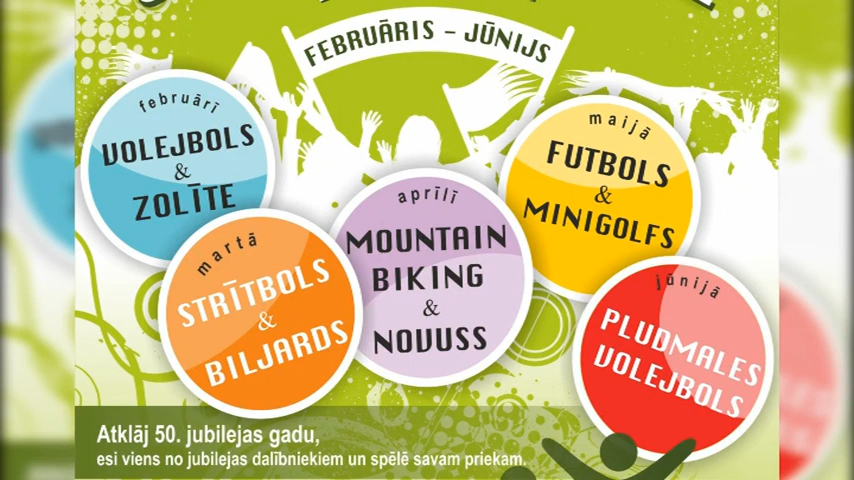 FEBRUĀRIS – JŪNIJS
februārī
VOLEJBOLS
&
ZOLĪTE
martā
STRĪTBOLS
&
BILJARDS
aprīlī
MOUNTAIN
BIKING
&
NOVUSS
maijā
FUTBOLS
&
MINIGOLFS
jūnijā
PLUDMALES
VOLEJBOLS
Atklāj 50. jubilejas gadu,
esi viens no jubilejas dalībniekiem un spēlē savam priekam.